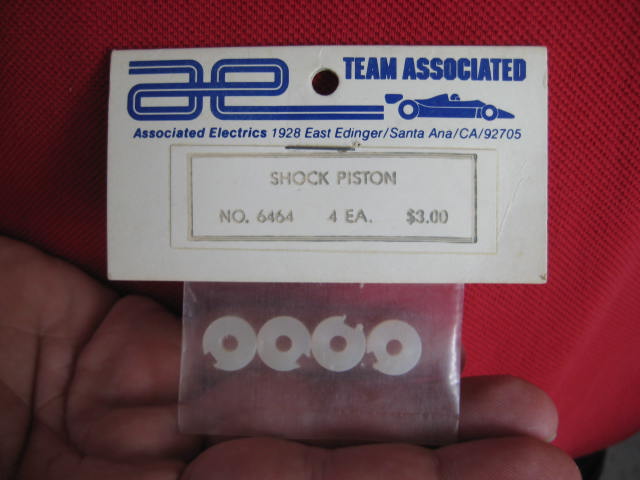 ae TEAM ASSOCIATED
Associated Electrics 1928 East Edinger/Santa Ana/CA/92705
SHOCK PISTON
NO. 6464 4 EA. $3.00